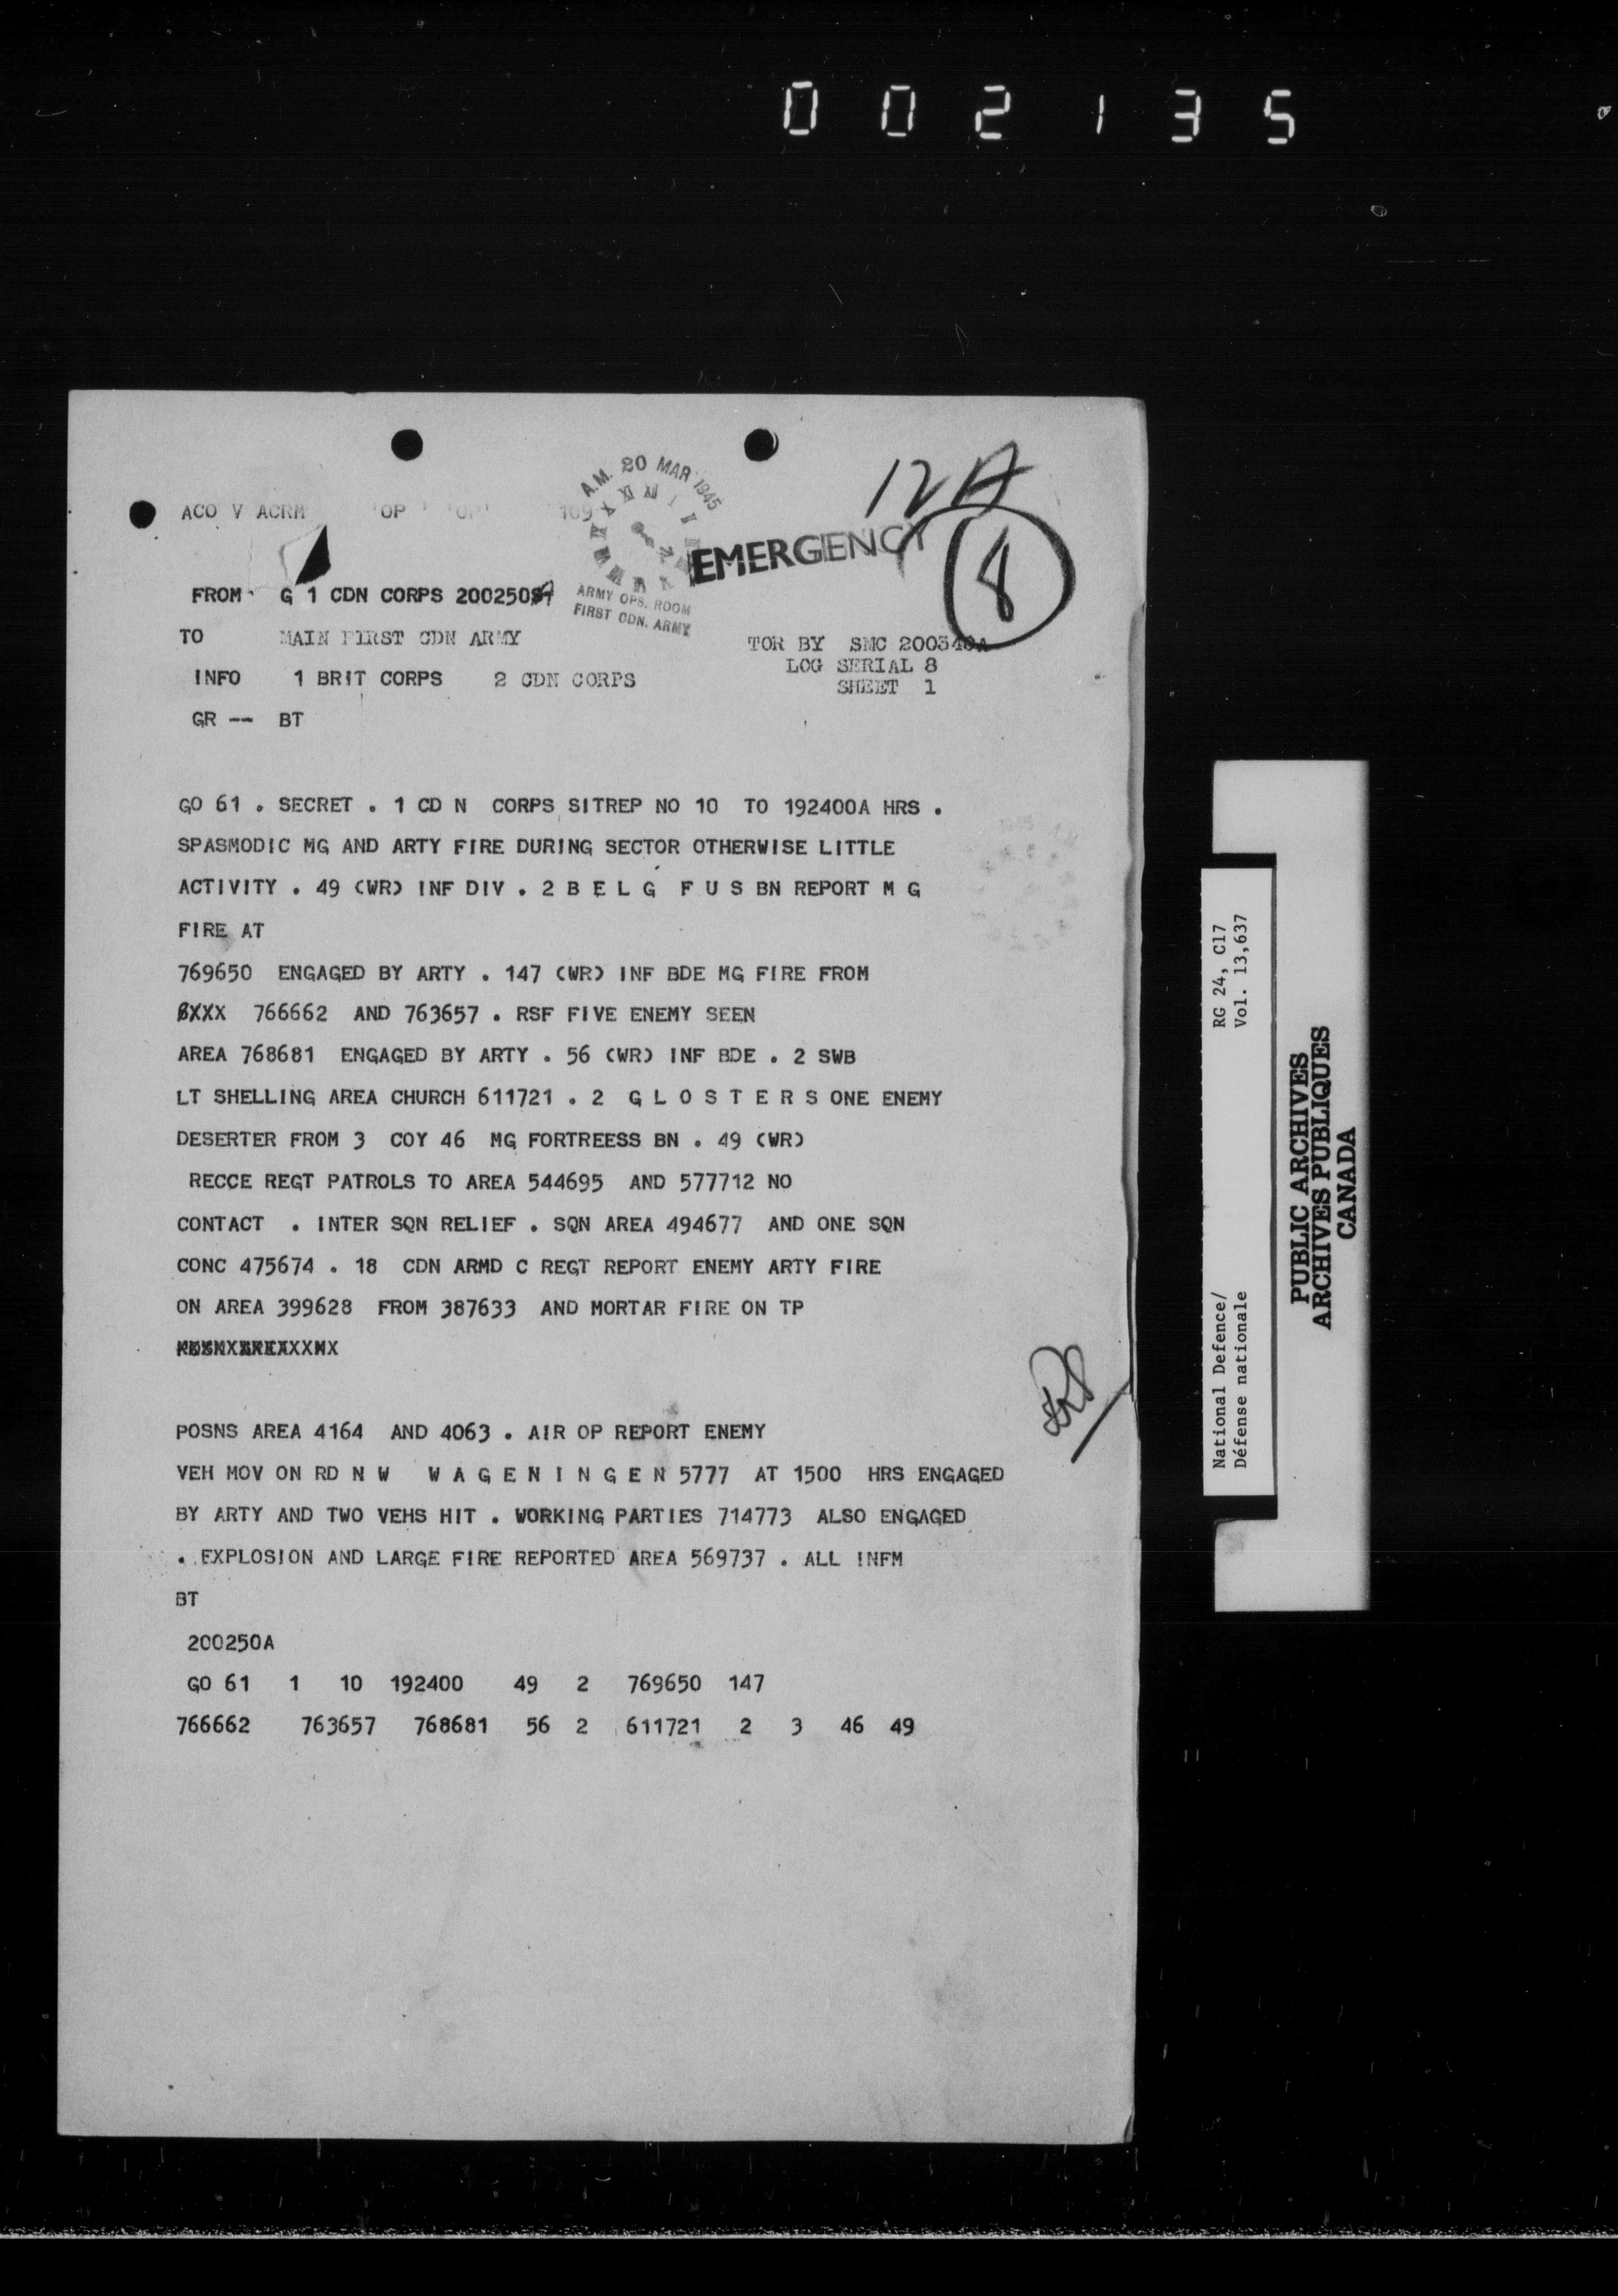 002135
12A
8
A.M. 20 MAR 1945
ARMY OPS. ROOM
FIRST CDN. ARMY
EMERGENCY
ACO V ACRM OP
FROM G 1 CDN CORPS 200250
TO MAIN FIRST CDN ARMY
TOR BY SMC 200340A
LOG SERIAL 8
SHEET 1
INFO 1 BRIT CORPS 2 CDN CORPS
GR -- BT
GO 61 . SECRET . 1 CD N CORPS SITREP NO 10 TO 192400A HRS .
SPASMODIC MG AND ARTY FIRE DURING SECTOR OTHERWISE LITTLE
ACTIVITY . 49 (WR) INF DIV . 2 B E L G F U S BN REPORT M G
FIRE AT
769650 ENGAGED BY ARTY . 147 (WR) INF BDE MG FIRE FROM
XXX 766662 AND 763657 . RSF FIVE ENEMY SEEN
AREA 768681 ENGAGED BY ARTY . 56 (WR) INF BDE . 2 SWB
LT SHELLING AREA CHURCH 611721 . 2 G L O S T E R S ONE ENEMY
DESERTER FROM 3 COY 46 MG FORTREESS BN . 49 (WR)
RECCE REGT PATROLS TO AREA 544695 AND 577712 NO
CONTACT . INTER SQN RELIEF . SQN AREA 494677 AND ONE SQN
CONC 475674 . 18 CDN ARMD C REGT REPORT ENEMY ARTY FIRE
ON AREA 399628 FROM 387633 AND MORTAR FIRE ON TP
POSNS AREA 4164 AND 4063 . AIR OP REPORT ENEMY
VEH MOV ON RD N W W A G E N I N G E N 5777 AT 1500 HRS ENGAGED
BY ARTY AND TWO VEHS HIT . WORKING PARTIES 714773 ALSO ENGAGED
. EXPLOSION AND LARGE FIRE REPORTED AREA 569737 . ALL INFM
BT
200250A
GO 61 1 10 192400 49 2 769650 147
766662 763657 768681 56 2 611721 2 3 46 49
RG 24, C17
Vol. 13,637
National Defence/
Défense nationale
PUBLIC ARCHIVES
ARCHIVES PUBLIQUES
CANADA